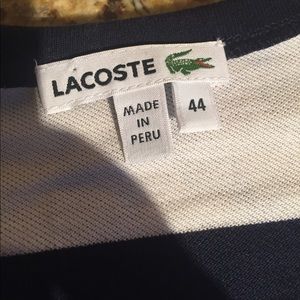 LACOSTE
MADE
IN
PERU
44